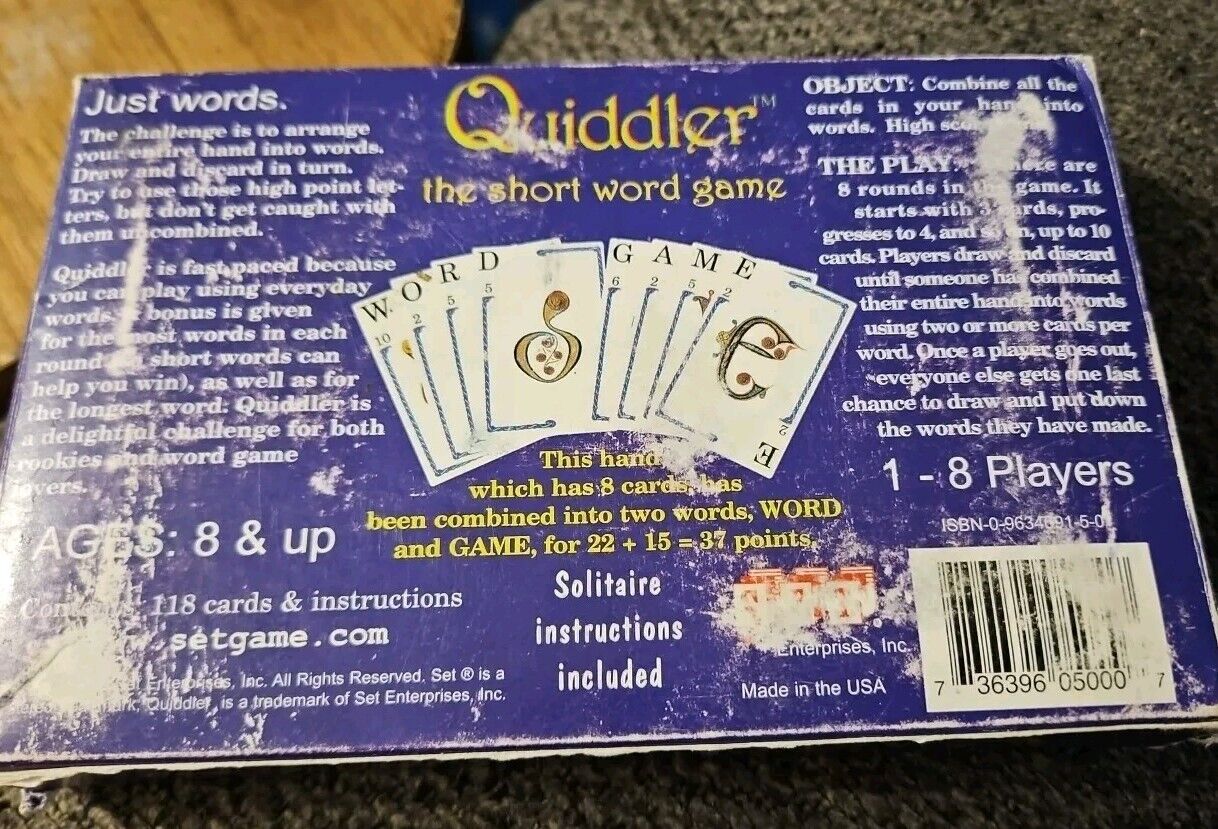 Just words.
The challenge is to arrange
your entire hand into words.
Draw and discard in turn.
Try to use those high point let-
ters, but don't get caught with
them uncombined.
Quiddler is fast paced because
you can play using everyday
words. bonus is given
for the most words in each
round short words can
help you win), as well as for
the longest word. Quiddler is
a delightful challenge for both
rookies and word game
AGES: 8 & up
118 cards & instructions
setgame.com
Enterprises, Inc. All Rights Reserved. Set ® is a
Quiddler is a trademark of Set Enterprises, Inc.
Quiddler™
the short word game
W O R D G A M E
10 2 5 5 6 2 5 2
E
2
This hand
which has 8 cards, has
been combined into two words, WORD
and GAME, for 22 + 15 = 37 points.
Solitaire
instructions
included
OBJECT: Combine all the
cards in your hand into
words. High
THE PLAY: are
8 rounds in the game. It
starts with 3 cards, pro-
gresses to 4, and so on, up to 10
cards. Players draw and discard
until someone has combined
their entire hand into words
using two or more cards per
word. Once a player goes out,
everyone else gets one last
chance to draw and put down
the words they have made.
1 - 8 Players
ISBN-0-9634691-5-0
SET®
Enterprises, Inc.
Made in the USA
7 36396 05000 7